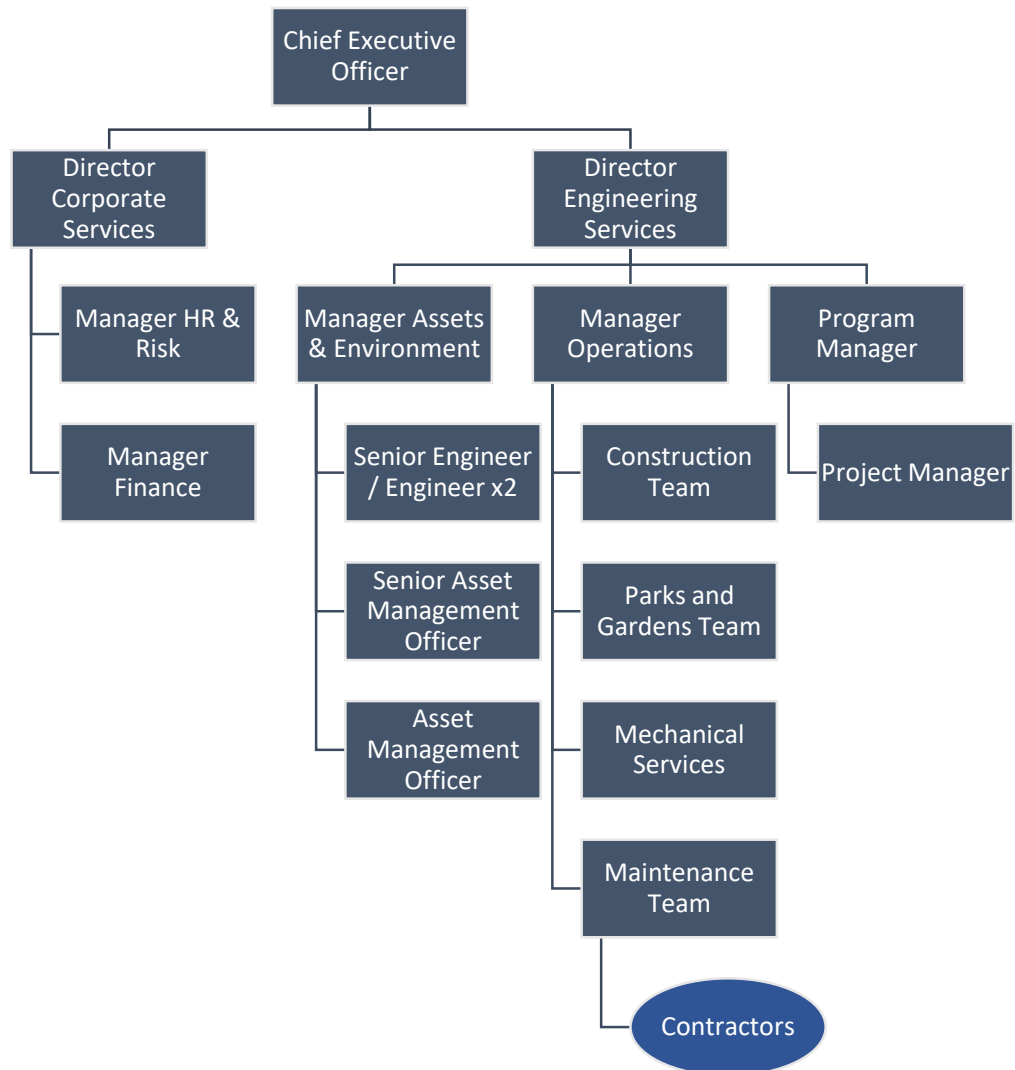 Chief Executive
Officer
Director
Corporate
Services
Director
Engineering
Services
Manager HR &
Risk
Manager Assets
& Environment
Manager
Operations
Program
Manager
Manager
Finance
Senior Engineer
/ Engineer x2
Construction
Team
Project Manager
Senior Asset
Management
Officer
Parks and
Gardens Team
Asset
Management
Officer
Mechanical
Services
Maintenance
Team
Contractors